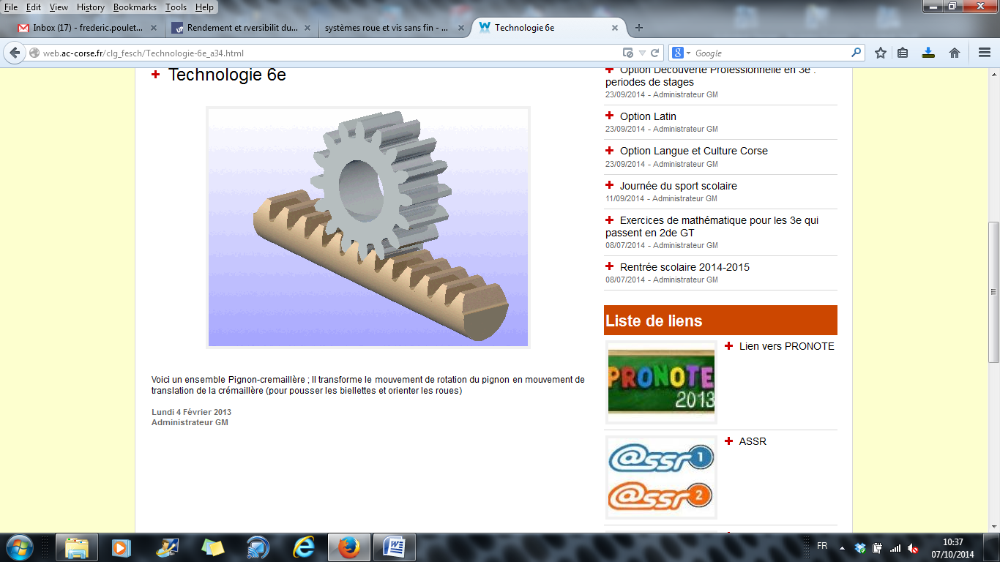 File Edit View History Bookmarks Tools Help
Inbox (17) - frederic.poulet...
Rendement et rversibilit du...
systèmes roue et vis sans fin - ...
Technologie 6e
web.ac-corse.fr/clg_fesch/Technologie-6e_a34.html
Google
Technologie 6e
Voici un ensemble Pignon-cremaillère ; Il transforme le mouvement de rotation du pignon en mouvement de
translation de la crémaillère (pour pousser les biellettes et orienter les roues)
Lundi 4 Février 2013
Administrateur GM
Option Découverte Professionnelle en 3e :
periodes de stages
23/09/2014 - Administrateur GM
Option Latin
23/09/2014 - Administrateur GM
Option Langue et Culture Corse
23/09/2014 - Administrateur GM
Journée du sport scolaire
11/09/2014 - Administrateur GM
Exercices de mathématique pour les 3e qui
passent en 2de GT
08/07/2014 - Administrateur GM
Rentrée scolaire 2014-2015
08/07/2014 - Administrateur GM
Liste de liens
PRONOTE
2013
Lien vers PRONOTE
@ssr 1
@ssr 2
ASSR
FR
10:37
07/10/2014